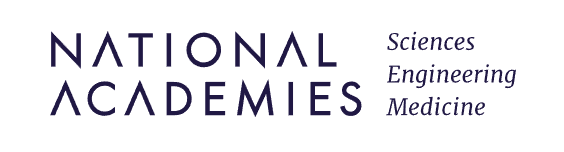 NATIONAL
ACADEMIES
Sciences
Engineering
Medicine